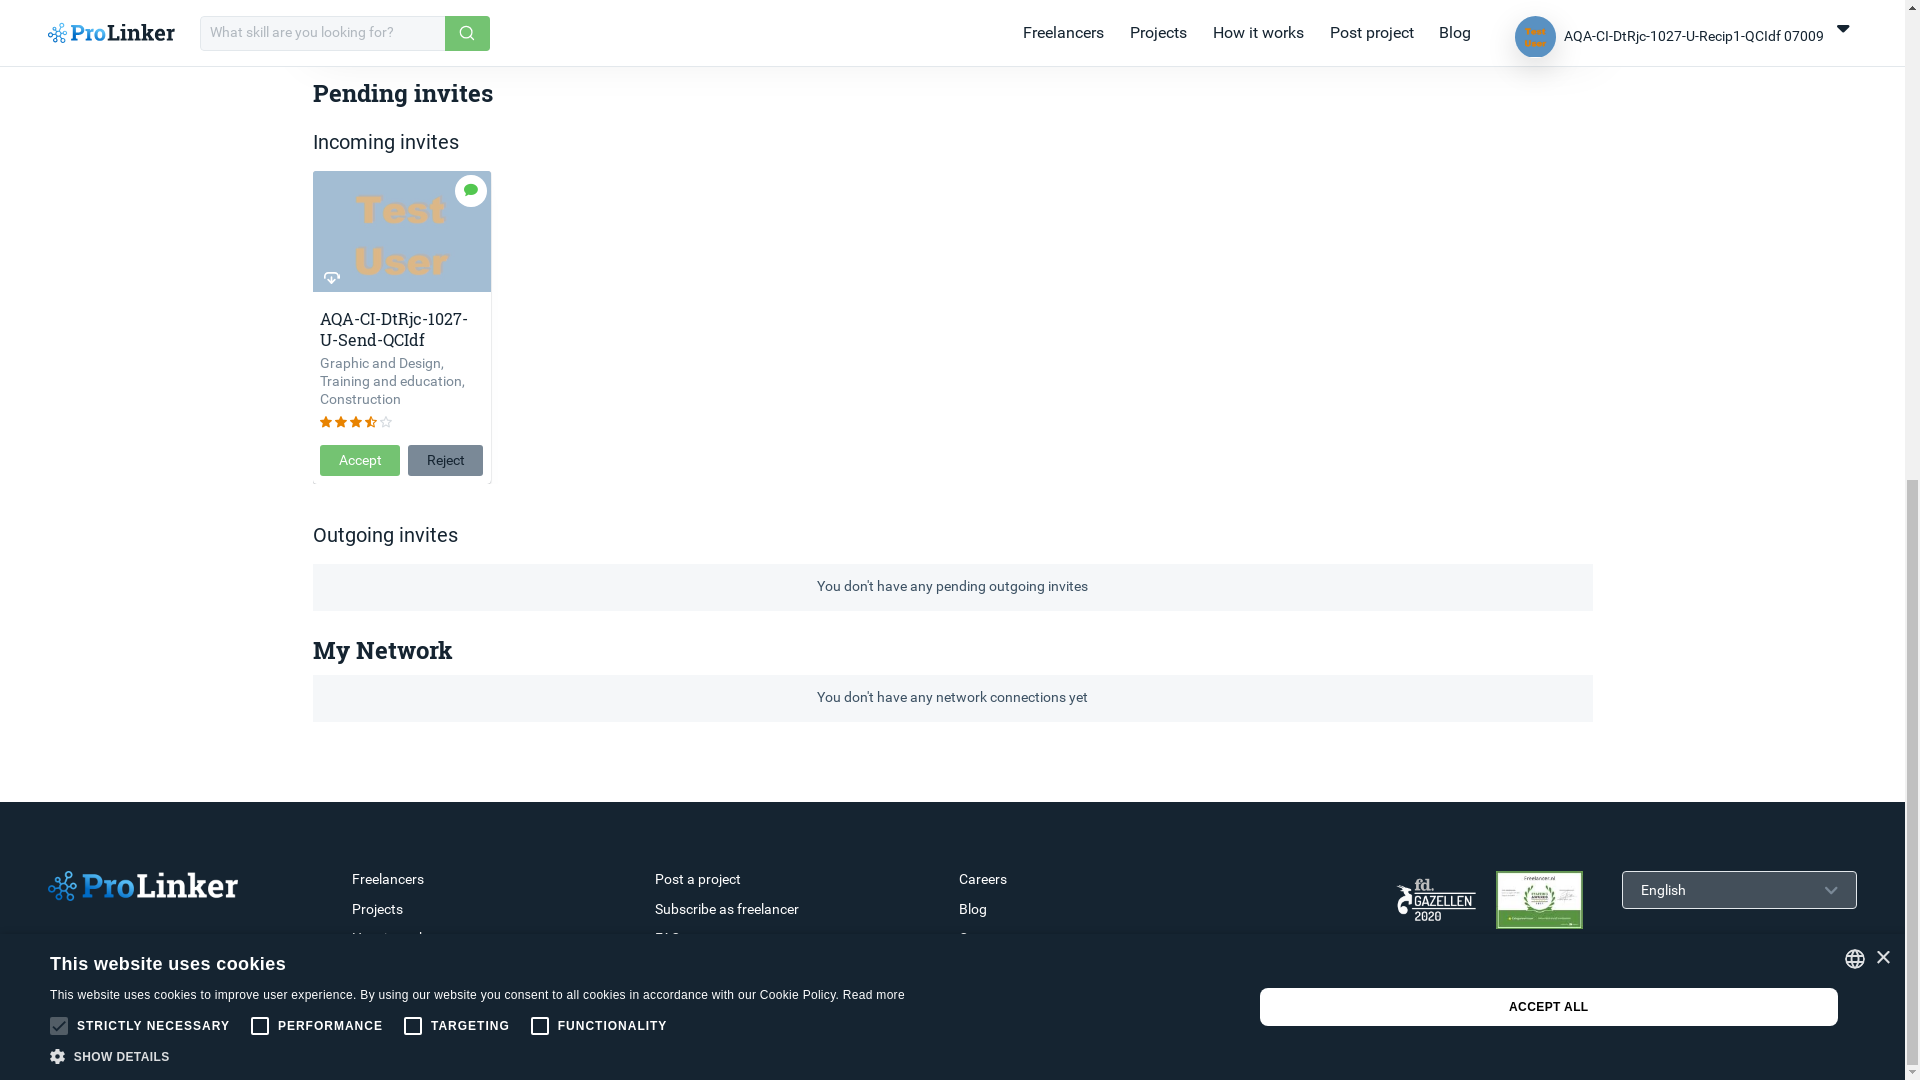 ProLinker
What skill are you looking for?
Freelancers
Projects
How it works
Post project
Blog
Test User
AQA-CI-DtRjc-1027-U-Recip1-QCIdf 07009
Pending invites
Incoming invites
Test
User
AQA-CI-DtRjc-1027-
U-Send-QCIdf
Graphic and Design,
Training and education,
Construction
Accept
Reject
Outgoing invites
You don't have any pending outgoing invites
My Network
You don't have any network connections yet
ProLinker
Freelancers
Projects
Post a project
Subscribe as freelancer
Careers
Blog
fd.
GAZELLEN
2020
Freelancer.nl
English
This website uses cookies
This website uses cookies to improve user experience. By using our website you consent to all cookies in accordance with our Cookie Policy. Read more
STRICTLY NECESSARY
PERFORMANCE
TARGETING
FUNCTIONALITY
SHOW DETAILS
ACCEPT ALL